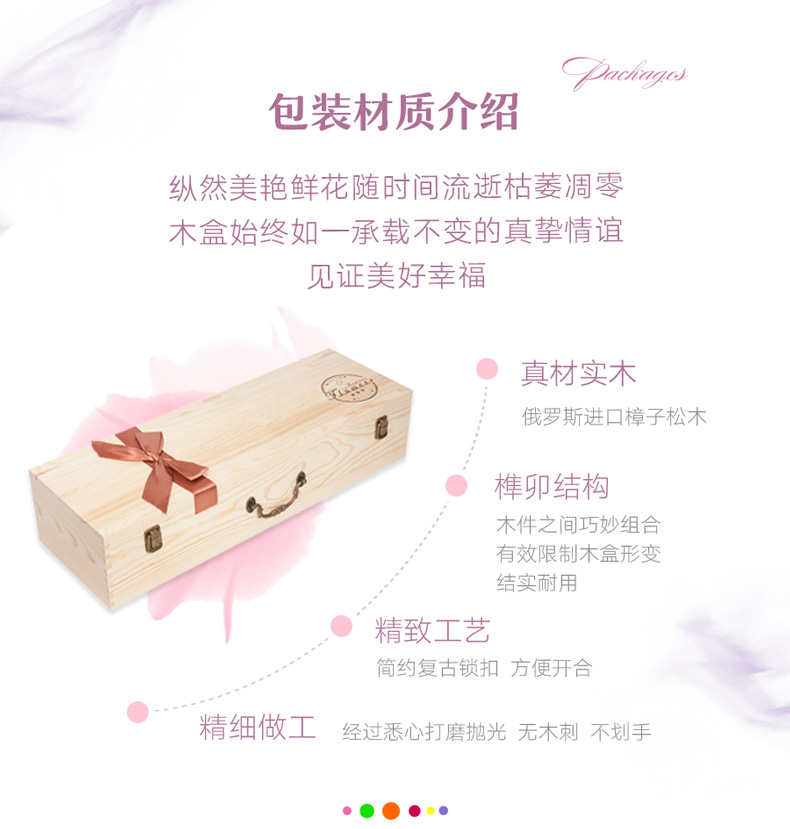 Packages
包装材质介绍
纵然美艳鲜花随时间流逝枯萎凋零
木盒始终如一承载不变的真挚情谊
见证美好幸福
真材实木
俄罗斯进口樟子松木
榫卯结构
木件之间巧妙组合
有效限制木盒形变
结实耐用
精致工艺
简约复古锁扣 方便开合
精细做工 经过悉心打磨抛光 无木刺 不划手